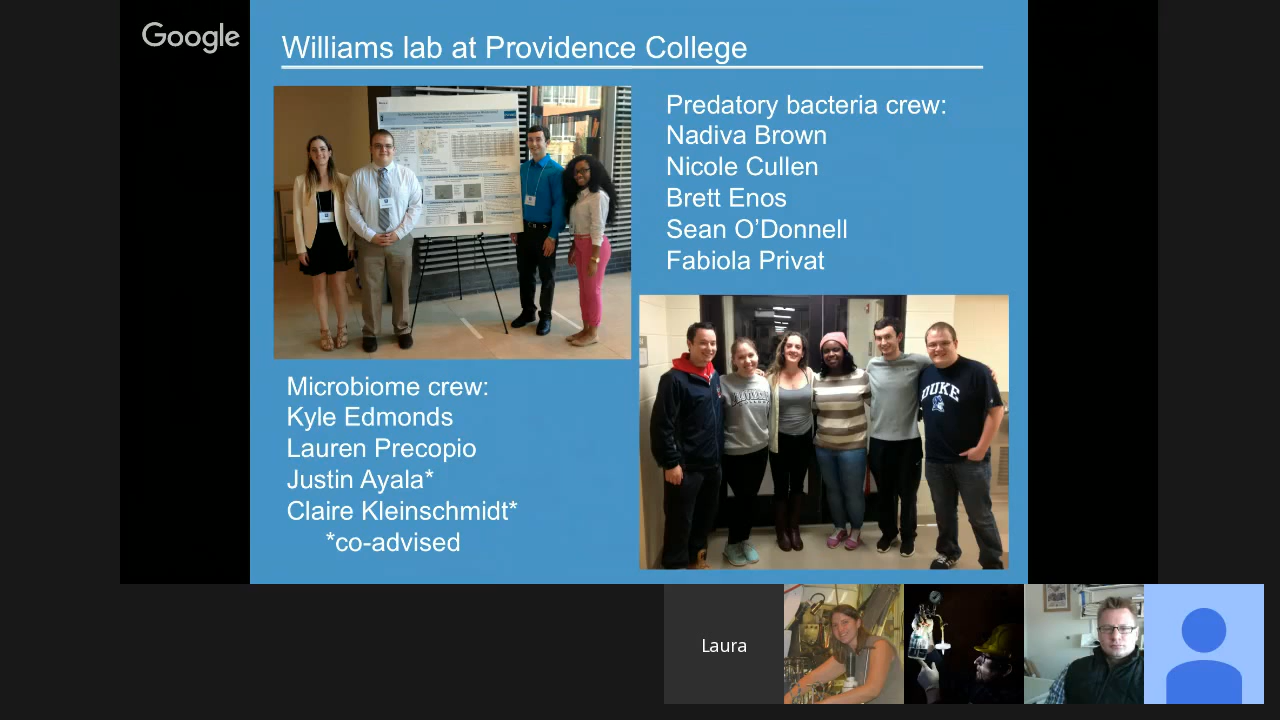 Google
Williams lab at Providence College
Predatory bacteria crew:
Nadiva Brown
Nicole Cullen
Brett Enos
Sean O'Donnell
Fabiola Privat
Microbiome crew:
Kyle Edmonds
Lauren Precopio
Justin Ayala*
Claire Kleinschmidt*
*co-advised
DUKE
Laura